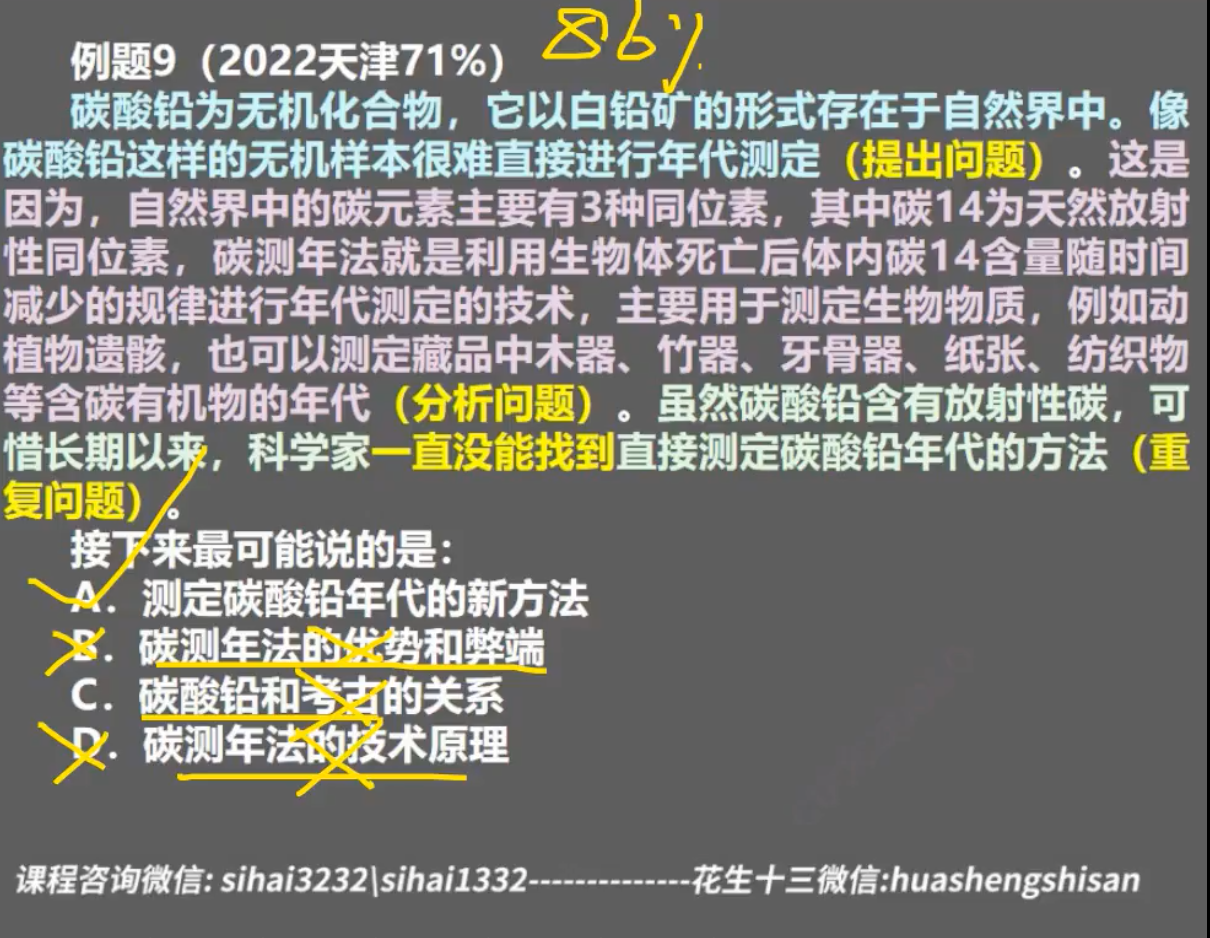 86%
例题9（2022天津71%）
碳酸铅为无机化合物，它以白铅矿的形式存在于自然界中。像
碳酸铅这样的无机样本很难直接进行年代测定（提出问题）。这是
因为，自然界中的碳元素主要有3种同位素，其中碳14为天然放射
性同位素，碳测年法就是利用生物体死亡后体内碳14含量随时间
减少的规律进行年代测定的技术，主要用于测定生物物质，例如动
植物遗骸，也可以测定藏品中木器、竹器、牙骨器、纸张、纺织物
等含碳有机物的年代（分析问题）。虽然碳酸铅含有放射性碳，可
惜长期以来，科学家一直没能找到直接测定碳酸铅年代的方法（重
复问题）。
接下来最可能说的是：
A．测定碳酸铅年代的新方法
B．碳测年法的优势和弊端
C．碳酸铅和考古的关系
D．碳测年法的技术原理
课程咨询微信: sihai3232\sihai1332--------------花生十三微信:huashengshisan